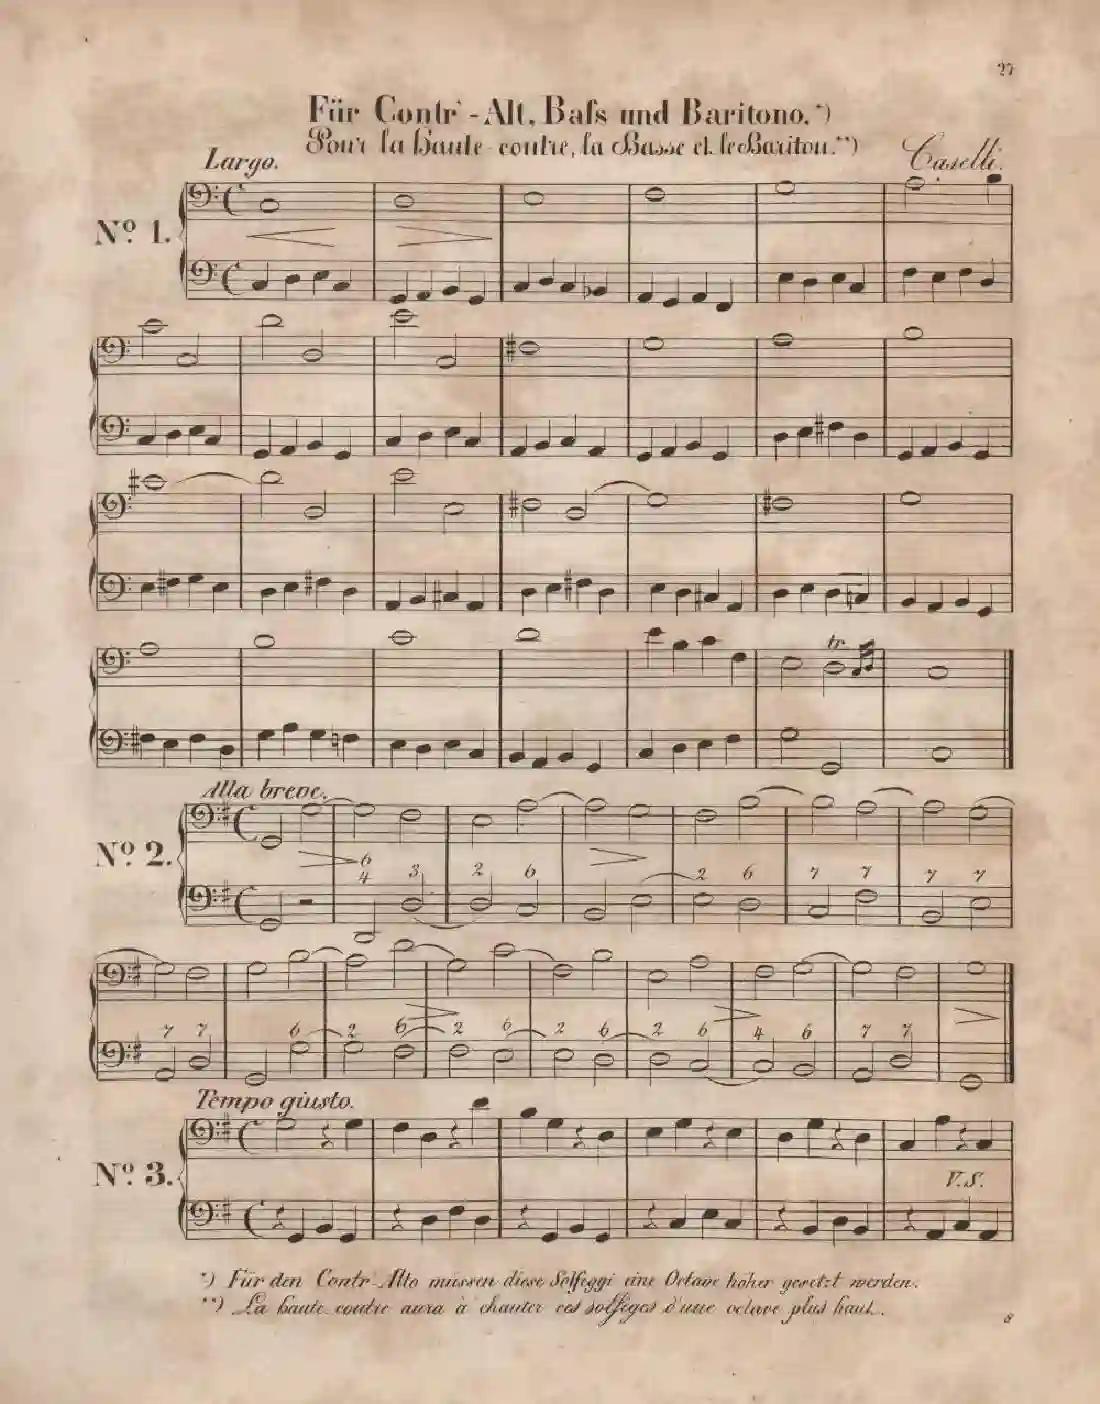 27
Für Contr'-Alt, Baſs und Baritono.*)
Pour la haute-contre, la Basse et le Bariton.**)
Largo.
Caselli.
Nº 1.
tr
Alla breve.
Nº 2.
6
4 3 2 6 2 6 7 7 7 7
7 7 6 2 6 2 6 2 6 2 6 4 6 7 7
Tempo giusto.
Nº 3.
V.S.
*) Für den Contr'-Alto müssen diese Solfeggi eine Octave höher gesetzt werden.
**) La haute-contre aura à chanter ces solfèges d'une octave plus haut.
8